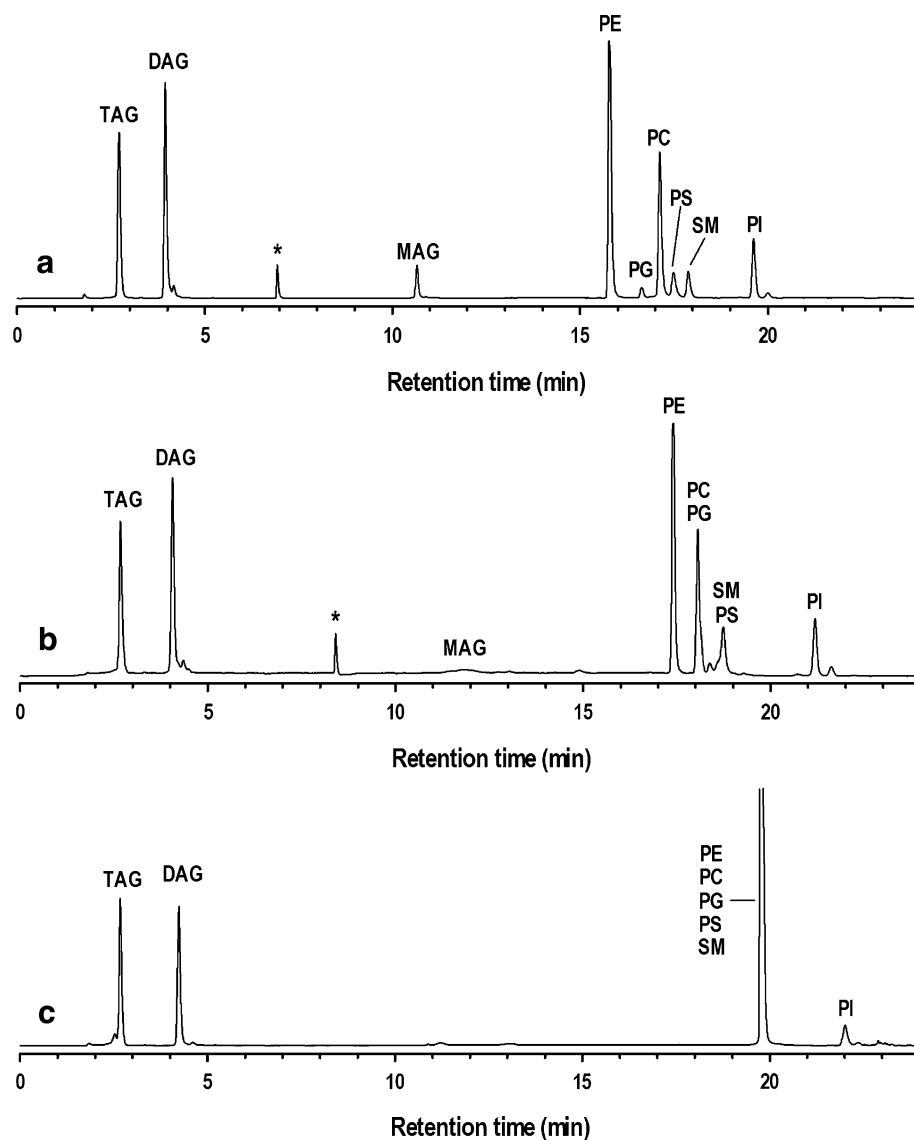 PE
DAG
TAG
PC
PS
SM
*
MAG
PG
PI
a
0 5 10 15 20
Retention time (min)
PE
DAG
TAG
PC
PG
SM
PS
*
MAG
PI
b
0 5 10 15 20
Retention time (min)
PE
PC
PG
PS
SM
TAG
DAG
PI
c
0 5 10 15 20
Retention time (min)